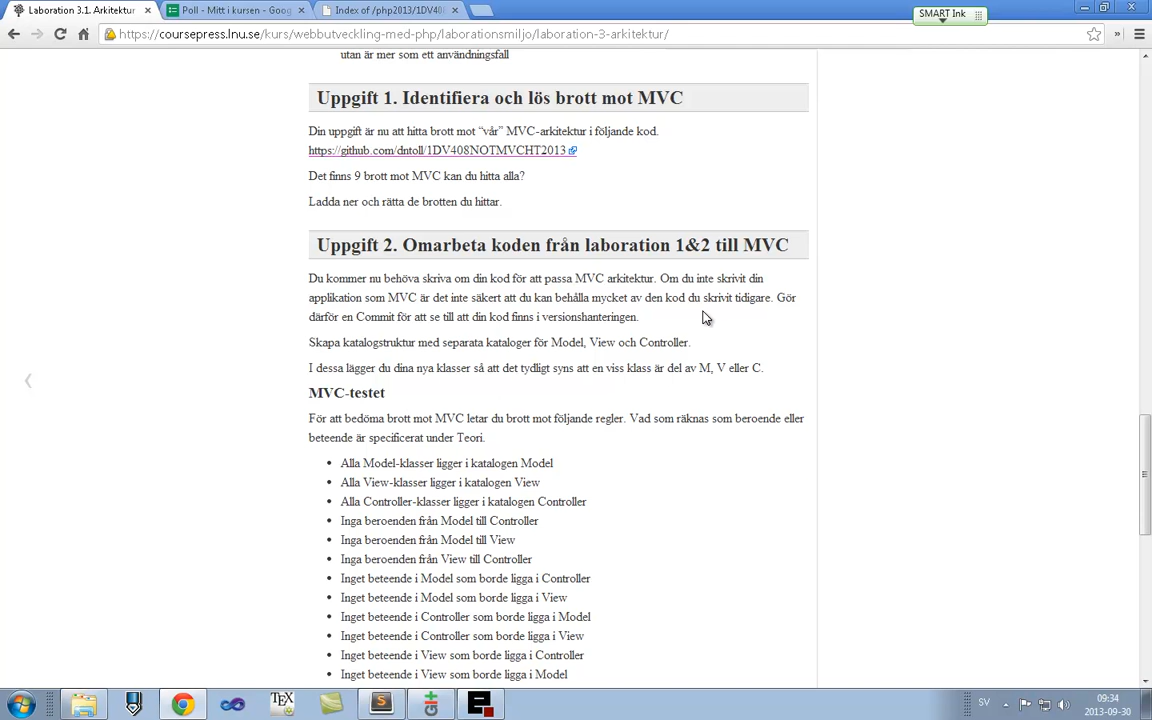 Laboration 3.1. Arkitektur
Poll - Mitt i kursen - Goog
Index of /php2013/1DV40
SMART Ink
https://coursepress.lnu.se/kurs/webbutveckling-med-php/laborationsmiljo/laboration-3-arkitektur/
utan är mer som ett användningsfall
Uppgift 1. Identifiera och lös brott mot MVC
Din uppgift är nu att hitta brott mot “vår” MVC-arkitektur i följande kod.
https://github.com/dntoll/1DV408NOTMVCHT2013
Det finns 9 brott mot MVC kan du hitta alla?
Ladda ner och rätta de brotten du hittar.
Uppgift 2. Omarbeta koden från laboration 1&2 till MVC
Du kommer nu behöva skriva om din kod för att passa MVC arkitektur. Om du inte skrivit din
applikation som MVC är det inte säkert att du kan behålla mycket av den kod du skrivit tidigare. Gör
därför en Commit för att se till att din kod finns i versionshanteringen.
Skapa katalogstruktur med separata kataloger för Model, View och Controller.
I dessa lägger du dina nya klasser så att det tydligt syns att en viss klass är del av M, V eller C.
MVC-testet
För att bedöma brott mot MVC letar du brott mot följande regler. Vad som räknas som beroende eller
beteende är specificerat under Teori.
• Alla Model-klasser ligger i katalogen Model
• Alla View-klasser ligger i katalogen View
• Alla Controller-klasser ligger i katalogen Controller
• Inga beroenden från Model till Controller
• Inga beroenden från Model till View
• Inga beroenden från View till Controller
• Inget beteende i Model som borde ligga i Controller
• Inget beteende i Model som borde ligga i View
• Inget beteende i Controller som borde ligga i Model
• Inget beteende i Controller som borde ligga i View
• Inget beteende i View som borde ligga i Controller
• Inget beteende i View som borde ligga i Model
SV
09:34
2013-09-30